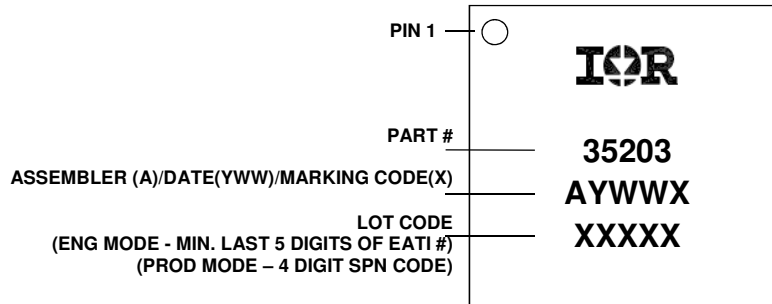 PIN 1
IOR
PART #
35203
ASSEMBLER (A)/DATE(YWW)/MARKING CODE(X)
AYWWX
LOT CODE
(ENG MODE - MIN. LAST 5 DIGITS OF EATI #)
(PROD MODE – 4 DIGIT SPN CODE)
XXXXX